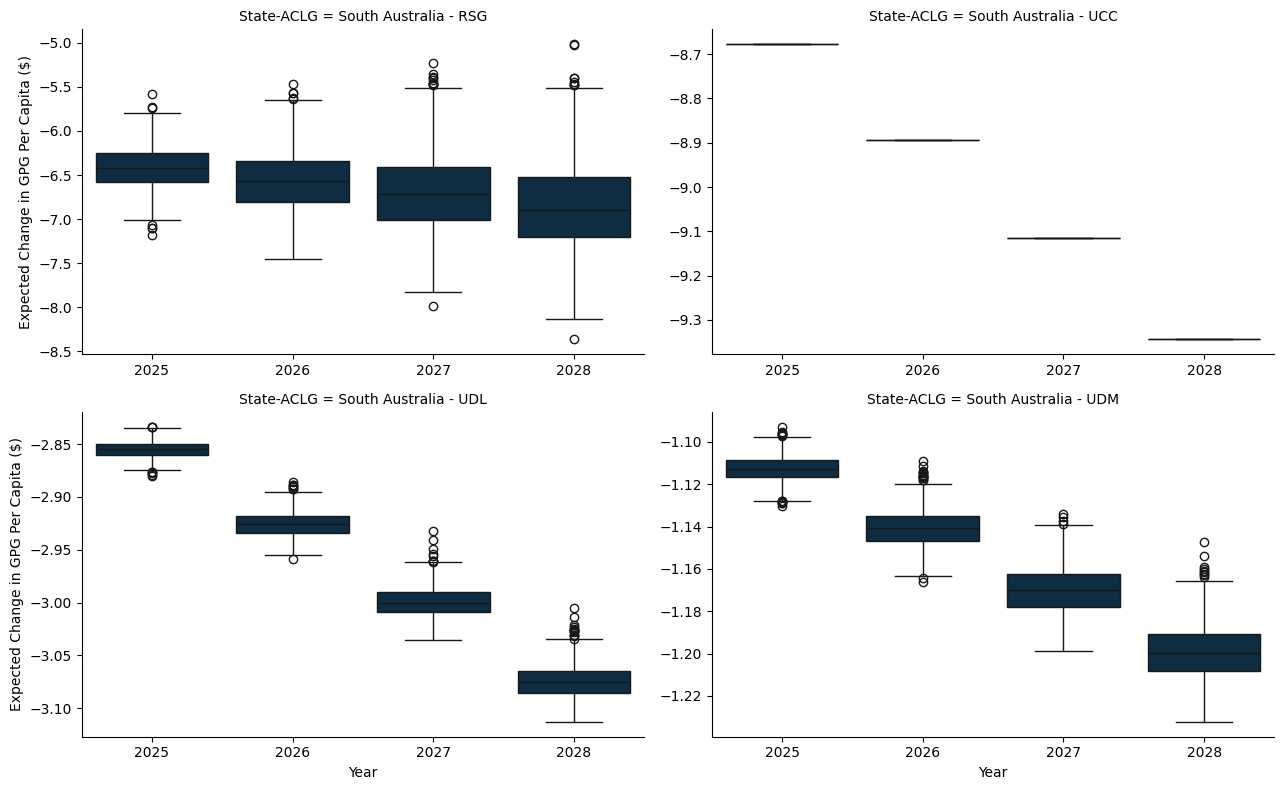 State-ACLG = South Australia - RSG
Expected Change in GPG Per Capita ($)
−5.0
−5.5
−6.0
−6.5
−7.0
−7.5
−8.0
−8.5
2025 2026 2027 2028
State-ACLG = South Australia - UCC
−8.7
−8.8
−8.9
−9.0
−9.1
−9.2
−9.3
2025 2026 2027 2028
State-ACLG = South Australia - UDL
Expected Change in GPG Per Capita ($)
−2.85
−2.90
−2.95
−3.00
−3.05
−3.10
2025 2026 2027 2028
Year
State-ACLG = South Australia - UDM
−1.10
−1.12
−1.14
−1.16
−1.18
−1.20
−1.22
2025 2026 2027 2028
Year